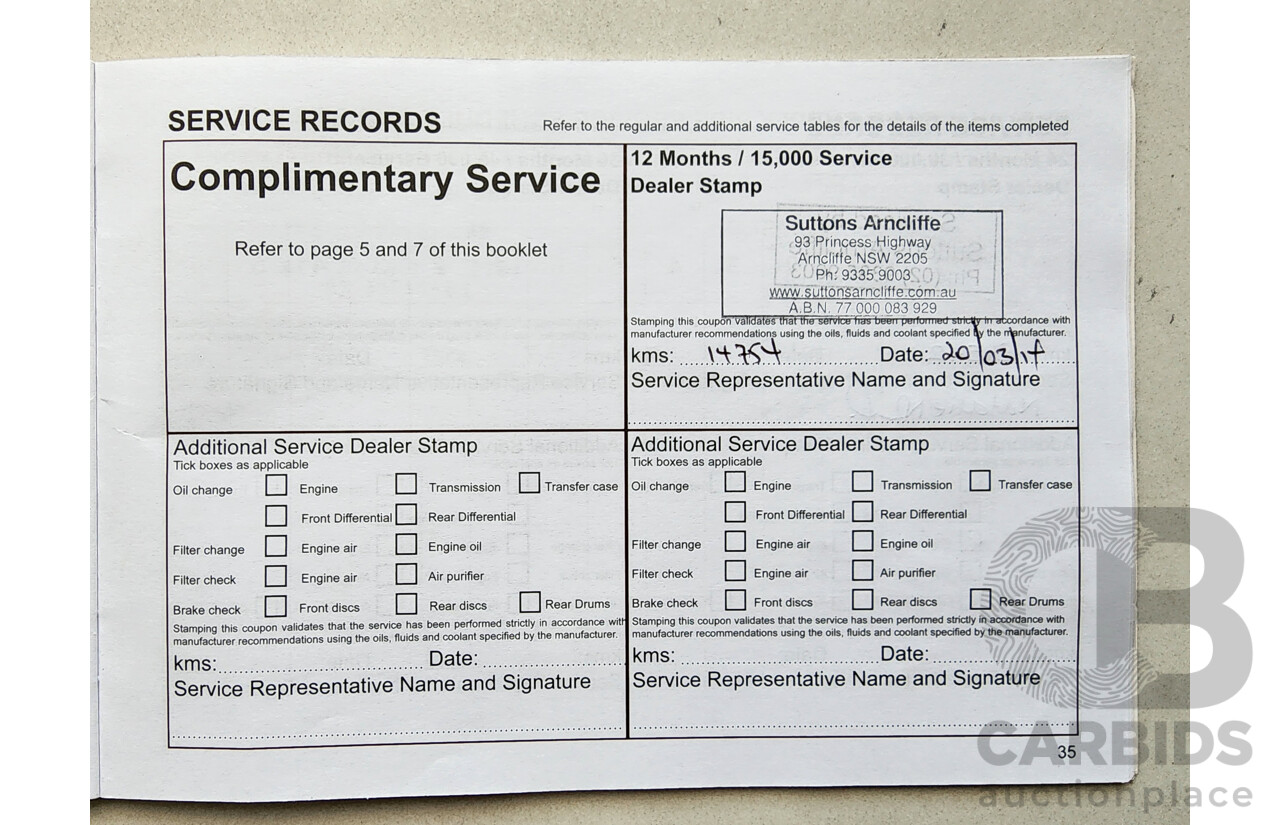 SERVICE RECORDS
Refer to the regular and additional service tables for the details of the items completed
Complimentary Service
Refer to page 5 and 7 of this booklet
12 Months / 15,000 Service
Dealer Stamp
Suttons Arncliffe
93 Princess Highway
Arncliffe NSW 2205
Ph: 9335 9003
www.suttonsarncliffe.com.au
A.B.N. 77 000 083 929
Stamping this coupon validates that the service has been performed strictly in accordance with
manufacturer recommendations using the oils, fluids and coolant specified by the manufacturer.
kms: 14754 Date: 20/03/17
Service Representative Name and Signature
Additional Service Dealer Stamp
Tick boxes as applicable
Oil change Engine Transmission Transfer case
Front Differential Rear Differential
Filter change Engine air Engine oil
Filter check Engine air Air purifier
Brake check Front discs Rear discs Rear Drums
Stamping this coupon validates that the service has been performed strictly in accordance with
manufacturer recommendations using the oils, fluids and coolant specified by the manufacturer.
kms: Date:
Service Representative Name and Signature
Additional Service Dealer Stamp
Tick boxes as applicable
Oil change Engine Transmission Transfer case
Front Differential Rear Differential
Filter change Engine air Engine oil
Filter check Engine air Air purifier
Brake check Front discs Rear discs Rear Drums
Stamping this coupon validates that the service has been performed strictly in accordance with
manufacturer recommendations using the oils, fluids and coolant specified by the manufacturer.
kms: Date:
Service Representative Name and Signature
35
CARBIDS
auctionplace